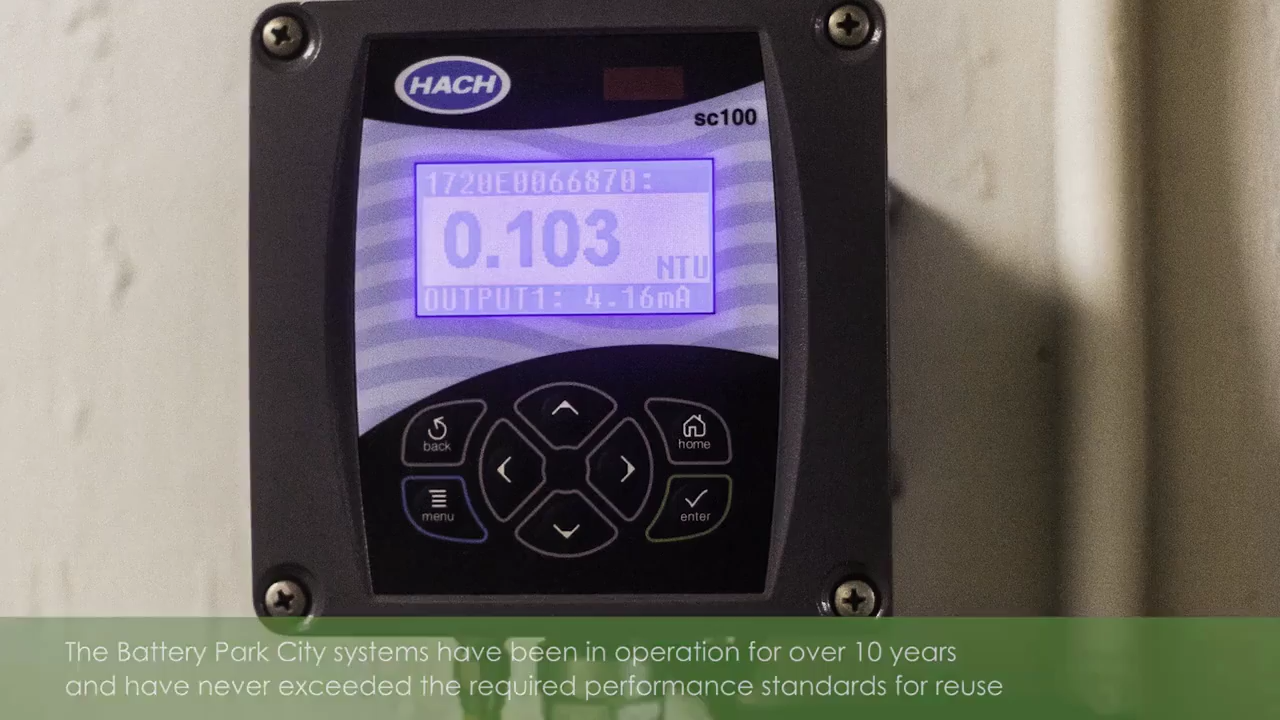 HACH
sc100
1720E0066870:
0.103
NTU
OUTPUT1: 4.16mA
back
home
menu
enter
The Battery Park City systems have been in operation for over 10 years
and have never exceeded the required performance standards for reuse